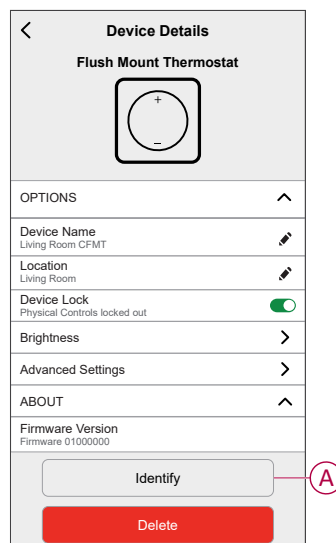 Device Details
Flush Mount Thermostat
+
–
OPTIONS
Device Name
Living Room CFMT
Location
Living Room
Device Lock
Physical Controls locked out
Brightness
Advanced Settings
ABOUT
Firmware Version
Firmware 01000000
Identify
A
Delete